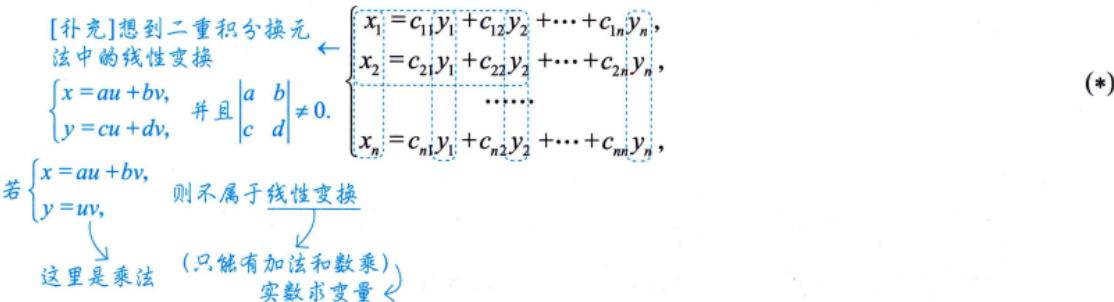 [补充]想到二重积分换元
法中的线性变换 ←
{x=au+bv,
y=cu+dv, 并且 |a b
c d| ≠0.
{x₁=c₁₁y₁+c₁₂y₂+⋯+c₁ₙyₙ,
x₂=c₂₁y₁+c₂₂y₂+⋯+c₂ₙyₙ,
⋯⋯
xₙ=cₙ₁y₁+cₙ₂y₂+⋯+cₙₙyₙ,
(*)
若 {x=au+bv,
y=uv, 则不属于线性变换
这里是乘法
(只能有加法和数乘)
实数求变量